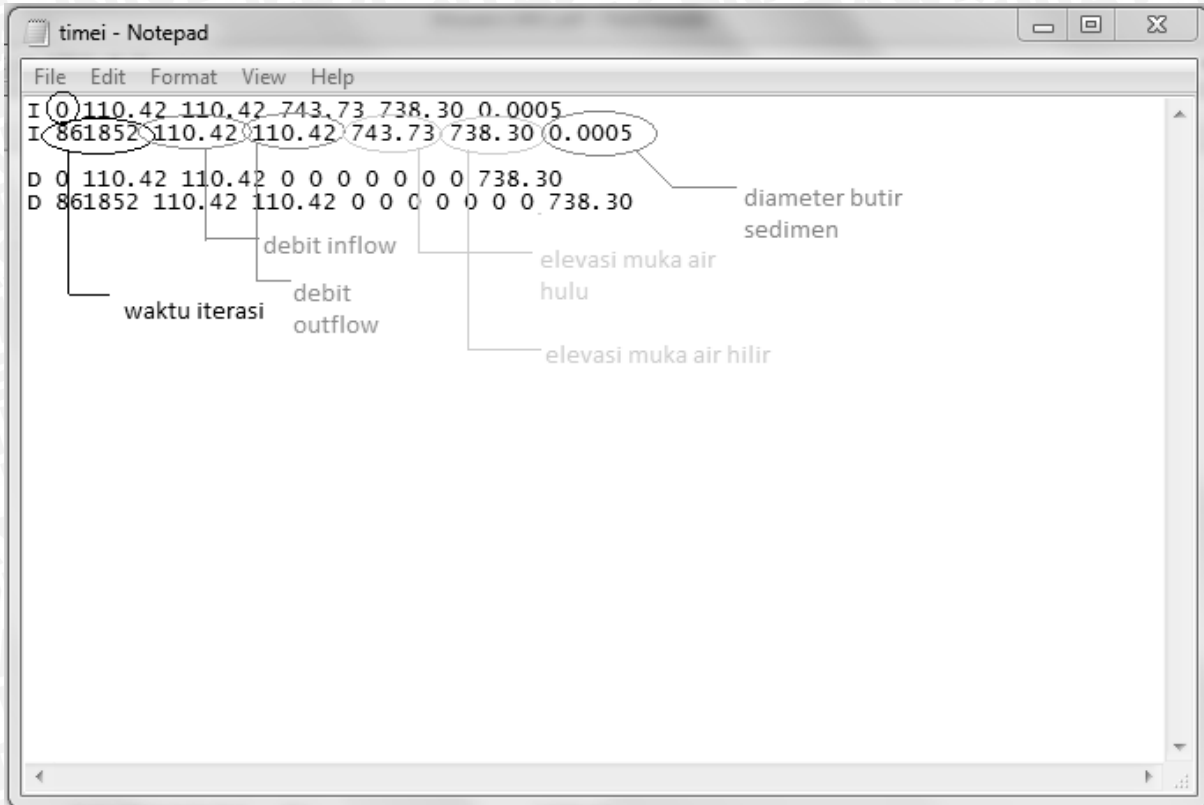 timei - Notepad
File Edit Format View Help
I 0 110.42 110.42 743.73 738.30 0.0005
I 861852 110.42 110.42 743.73 738.30 0.0005
D 0 110.42 110.42 0 0 0 0 0 0 0 738.30
D 861852 110.42 110.42 0 0 0 0 0 0 0 738.30
diameter butir
sedimen
debit inflow
elevasi muka air
hulu
debit
outflow
waktu iterasi
elevasi muka air hilir